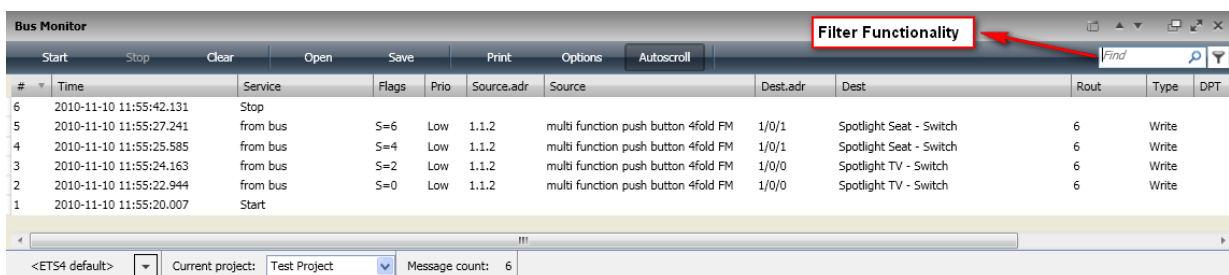 Bus Monitor
Filter Functionality
Start Stop Clear Open Save Print Options Autoscroll Find
# Time Service Flags Prio Source.adr Source Dest.adr Dest Rout Type DPT
6 2010-11-10 11:55:42.131 Stop
5 2010-11-10 11:55:27.241 from bus S=6 Low 1.1.2 multi function push button 4fold FM 1/0/1 Spotlight Seat - Switch 6 Write
4 2010-11-10 11:55:25.585 from bus S=4 Low 1.1.2 multi function push button 4fold FM 1/0/1 Spotlight Seat - Switch 6 Write
3 2010-11-10 11:55:24.163 from bus S=2 Low 1.1.2 multi function push button 4fold FM 1/0/0 Spotlight TV - Switch 6 Write
2 2010-11-10 11:55:22.944 from bus S=0 Low 1.1.2 multi function push button 4fold FM 1/0/0 Spotlight TV - Switch 6 Write
1 2010-11-10 11:55:20.007 Start
<ETS4 default> Current project: Test Project Message count: 6